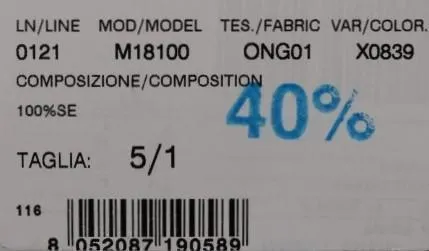 LN/LINE MOD/MODEL TES./FABRIC VAR/COLOR.
0121 M18100 ONG01 X0839
COMPOSIZIONE/COMPOSITION
100%SE
40%
TAGLIA: 5/1
116
8 052087 190589